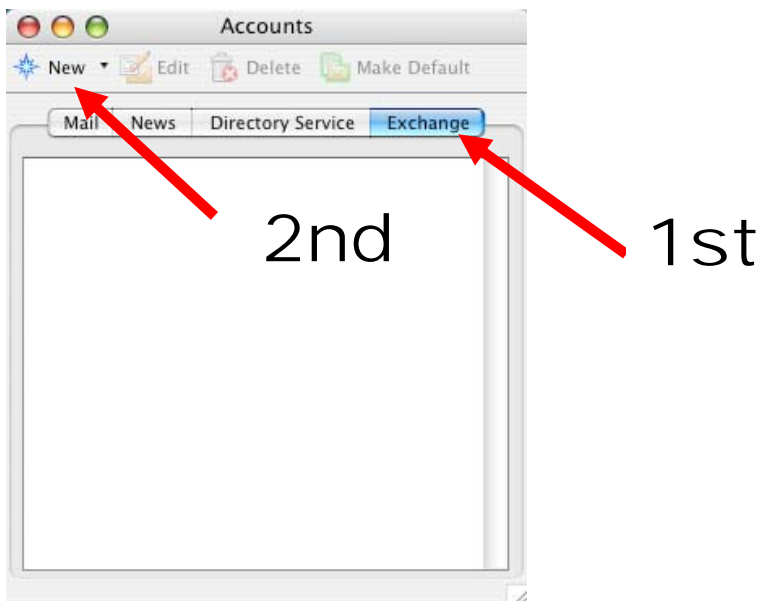 Accounts
New Edit Delete Make Default
Mail News Directory Service Exchange
2nd 1st